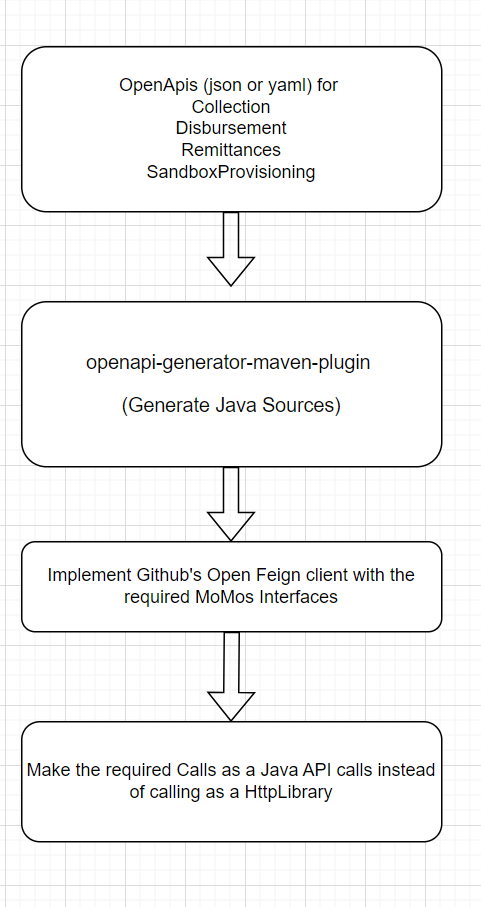 OpenApis (json or yaml) for
Collection
Disbursement
Remittances
SandboxProvisioning
openapi-generator-maven-plugin
(Generate Java Sources)
Implement Github's Open Feign client with the
required MoMos Interfaces
Make the required Calls as a Java API calls instead
of calling as a HttpLibrary